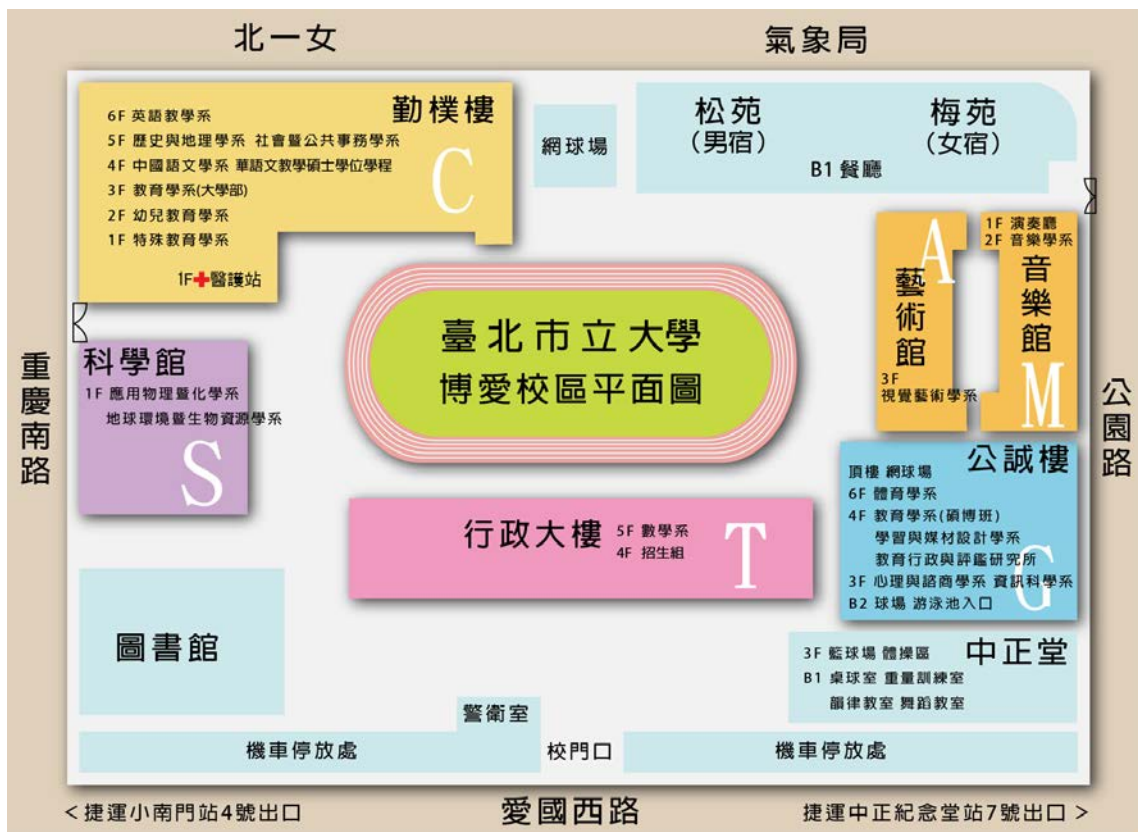 北一女
氣象局
勤樸樓
6F 英語教學系
5F 歷史與地理學系 社會暨公共事務學系
4F 中國語文學系 華語文教學碩士學位學程
3F 教育學系(大學部)
2F 幼兒教育學系
1F 特殊教育學系
1F醫護站
C
網球場
松苑
(男宿)
梅苑
(女宿)
B1 餐廳
A
藝術館
3F
視覺藝術學系
1F 演奏廳
2F 音樂學系
音樂館
M
臺北市立大學
博愛校區平面圖
重慶南路
科學館
1F 應用物理暨化學系
地球環境暨生物資源學系
S
公園路
公誠樓
頂樓 網球場
6F 體育學系
4F 教育學系(碩博班)
學習與媒材設計學系
教育行政與評鑑研究所
3F 心理與諮商學系 資訊科學系
B2 球場 游泳池入口
G
行政大樓
5F 數學系
4F 招生組
T
圖書館
中正堂
3F 籃球場 體操區
B1 桌球室 重量訓練室
韻律教室 舞蹈教室
警衛室
機車停放處
校門口
機車停放處
<捷運小南門站4號出口
愛國西路
捷運中正紀念堂站7號出口>